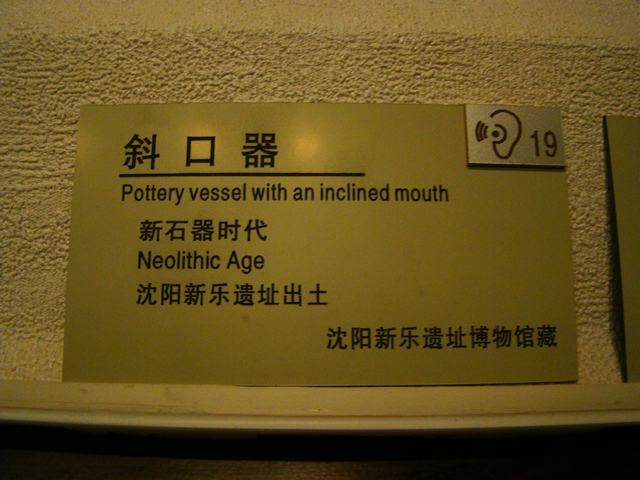 斜口器
19
Pottery vessel with an inclined mouth
新石器时代
Neolithic Age
沈阳新乐遗址出土
沈阳新乐遗址博物馆藏